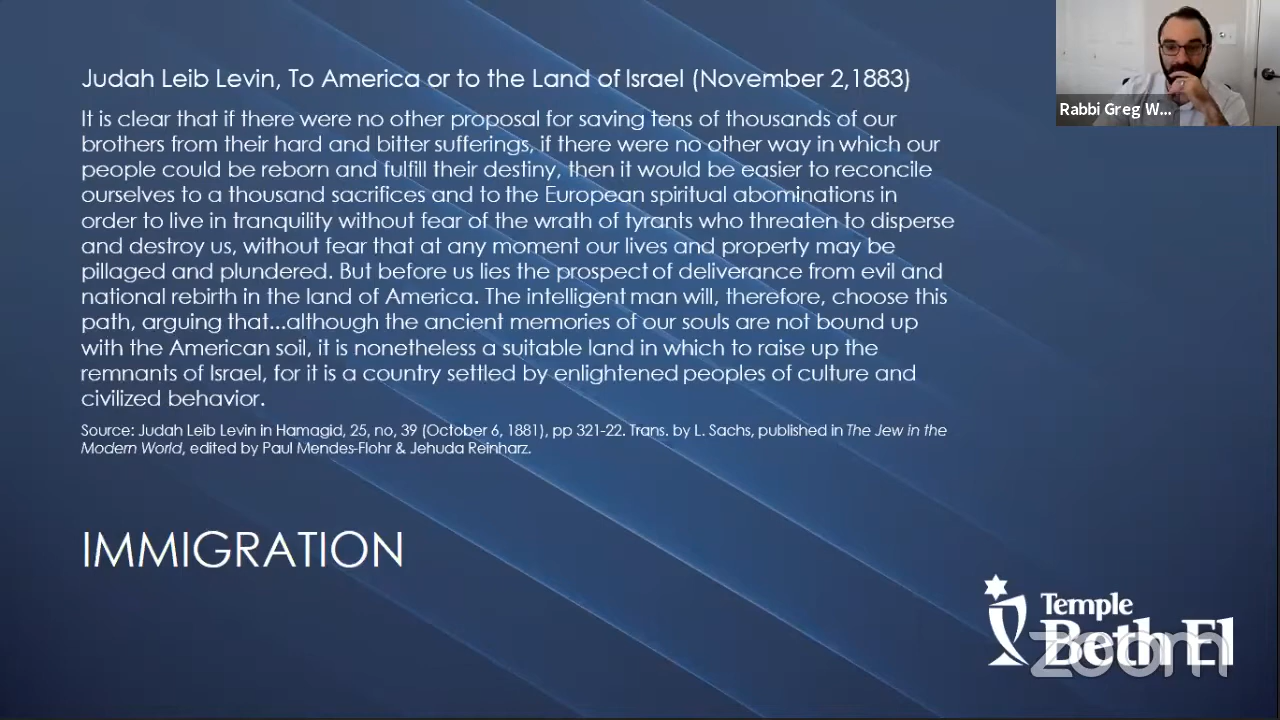 Judah Leib Levin, To America or to the Land of Israel (November 2,1883)
It is clear that if there were no other proposal for saving tens of thousands of our
brothers from their hard and bitter sufferings, if there were no other way in which our
people could be reborn and fulfill their destiny, then it would be easier to reconcile
ourselves to a thousand sacrifices and to the European spiritual abominations in
order to live in tranquility without fear of the wrath of tyrants who threaten to disperse
and destroy us, without fear that at any moment our lives and property may be
pillaged and plundered. But before us lies the prospect of deliverance from evil and
national rebirth in the land of America. The intelligent man will, therefore, choose this
path, arguing that...although the ancient memories of our souls are not bound up
with the American soil, it is nonetheless a suitable land in which to raise up the
remnants of Israel, for it is a country settled by enlightened peoples of culture and
civilized behavior.
Source: Judah Leib Levin in Hamagid, 25, no, 39 (October 6, 1881), pp 321-22. Trans. by L. Sachs, published in The Jew in the
Modern World, edited by Paul Mendes-Flohr & Jehuda Reinharz.
IMMIGRATION
Rabbi Greg W...
Temple
Beth El
zoom